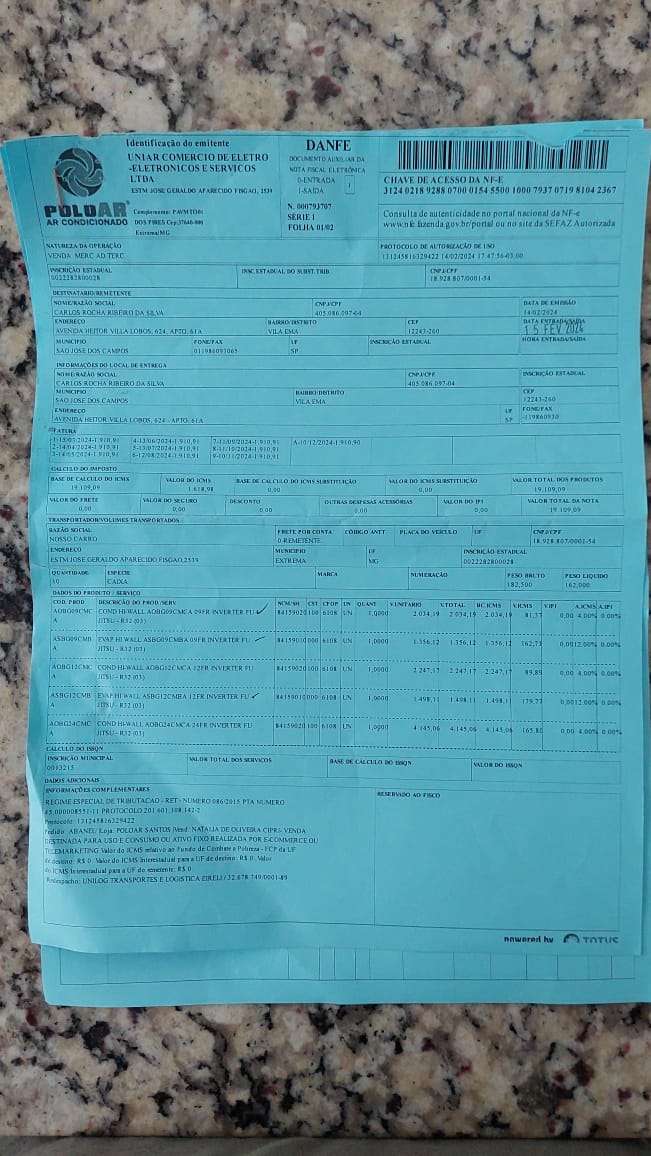 Identificação do emitente
UNIAR COMERCIO DE ELETRO
-ELETRONICOS E SERVICOS
LTDA
ESTM JOSE GERALDO APARECIDO FISGAO, 2539
Complemento: PAVMTO01
DOS PIRES Cep:37640-000
Extrema/MG
POLOAR
AR CONDICIONADO
DANFE
DOCUMENTO AUXILIAR DA
NOTA FISCAL ELETRÔNICA
0-ENTRADA
1-SAÍDA
1
N. 000793707
SÉRIE 1
FOLHA 01/02
CHAVE DE ACESSO DA NF-E
3124 0218 9288 0700 0154 5500 1000 7937 0719 8104 2367
Consulta de autenticidade no portal nacional da NF-e
www.nfe.fazenda.gov.br/portal ou no site da SEFAZ Autorizada
NATUREZA DA OPERAÇÃO
VENDA MERC AD TERC
PROTOCOLO DE AUTORIZAÇÃO DE USO
131245816329422 14/02/2024 17:47:56-03:00
INSCRIÇÃO ESTADUAL
0022282800028
INSC.ESTADUAL DO SUBST.TRIB.
CNPJ/CPF
18.928.807/0001-54
DESTINATÁRIO/REMETENTE
NOME/RAZÃO SOCIAL
CARLOS ROCHA RIBEIRO DA SILVA
CNPJ/CPF
405.086.097-04
DATA DE EMISSÃO
14/02/2024
ENDEREÇO
AVENIDA HEITOR VILLA LOBOS, 624, APTO. 61A
BAIRRO/DISTRITO
VILA EMA
CEP
12243-260
DATA ENTRADA/SAÍDA
15 FEV 2024
MUNICIPIO
SAO JOSE DOS CAMPOS
FONE/FAX
011986093065
UF
SP
INSCRIÇÃO ESTADUAL
HORA ENTRADA/SAÍDA
INFORMAÇÕES DO LOCAL DE ENTREGA
NOME/RAZÃO SOCIAL
CARLOS ROCHA RIBEIRO DA SILVA
CNPJ/CPF
405.086.097-04
INSCRIÇÃO ESTADUAL
MUNICIPIO
SAO JOSE DOS CAMPOS
BAIRRO/DISTRITO
VILA EMA
CEP
12243-260
ENDEREÇO
AVENIDA HEITOR VILLA LOBOS, 624 - APTO. 61A
UF
SP
FONE/FAX
-119860930
FATURA
1-15/03/2024-1.910,91 4-13/06/2024-1.910,91 7-11/09/2024-1.910,91 A-10/12/2024-1.910,90
2-14/04/2024-1.910,91 5-13/07/2024-1.910,91 8-11/10/2024-1.910,91
3-14/05/2024-1.910,91 6-12/08/2024-1.910,91 9-10/11/2024-1.910,91
CALCULO DO IMPOSTO
BASE DE CALCULO DO ICMS
19.109,09
VALOR DO ICMS
1.618,98
BASE DE CALCULO DO ICMS SUBSTITUIÇÃO
0,00
VALOR DO ICMS SUBSTITUIÇÃO
0,00
VALOR TOTAL DOS PRODUTOS
19.109,09
VALOR DO FRETE
0,00
VALOR DO SEGURO
0,00
DESCONTO
0,00
OUTRAS DESPESAS ACESSÓRIAS
0,00
VALOR DO IPI
0,00
VALOR TOTAL DA NOTA
19.109,09
TRANSPORTADOR/VOLUMES TRANSPORTADOS
RAZÃO SOCIAL
NOSSO CARRO
FRETE POR CONTA
0-REMETENTE
CÓDIGO ANTT
PLACA DO VEÍCULO
UF
CNPJ/CPF
18.928.807/0001-54
ENDEREÇO
ESTM JOSE GERALDO APARECIDO FISGAO,2539
MUNICIPIO
EXTREMA
UF
MG
INSCRIÇÃO ESTADUAL
0022282800028
QUANTIDADE
10
ESPECIE
CAIXA
MARCA
NUMERAÇÃO
PESO BRUTO
182,500
PESO LIQUIDO
162,000
DADOS DO PRODUTO / SERVIÇO
COD. PROD DESCRIÇÃO DO PROD./SERV. NCM/SH CST CFOP UN QUANT V.UNITARIO V.TOTAL BC.ICMS V.ICMS V.IPI A.ICMS A.IPI
AOBG09CMC COND HI-WALL AOBG09CMCA 09FR INVERTER FU 84159020 100 6108 UN 1,0000 2.034,19 2.034,19 2.034,19 81,37 0,00 4.00% 0.00%
A JITSU - R32 (03)
ASBG09CMB EVAP HI-WALL ASBG09CMBA 09FR INVERTER FU 84159010 000 6108 UN 1,0000 1.356,12 1.356,12 1.356,12 162,73 0,00 12.00% 0.00%
A JITSU - R32 (03)
AOBG12CMC COND HI-WALL AOBG12CMCA 12FR INVERTER FU 84159020 100 6108 UN 1,0000 2.247,17 2.247,17 2.247,17 89,89 0,00 4.00% 0.00%
A JITSU - R32 (03)
ASBG12CMB EVAP HI-WALL ASBG12CMBA 12FR INVERTER FU 84159010 000 6108 UN 1,0000 1.498,11 1.498,11 1.498,11 179,77 0,00 12.00% 0.00%
A JITSU - R32 (03)
AOBG24CMC COND HI-WALL AOBG24CMCA 24FR INVERTER FU 84159020 100 6108 UN 1,0000 4.145,06 4.145,06 4.145,06 165,80 0,00 4.00% 0.00%
A JITSU - R32 (03)
CALCULO DO ISSQN
INSCRIÇÃO MUNICIPAL
0013215
VALOR TOTAL DOS SERVIÇOS
BASE DE CÁLCULO DO ISSQN
VALOR DO ISSQN
DADOS ADICIONAIS
INFORMAÇÕES COMPLEMENTARES
RESERVADO AO FISCO
REGIME ESPECIAL DE TRIBUTACAO - RET - NUMERO 086/2015 PTA NUMERO
45.000008551-11 PROTOCOLO 201.601.108.142-2
Protocolo: 131245816329422
Pedido: ABANEU |Loja: POLOAR SANTOS |Vend: NATALIA DE OLIVEIRA CIPRI- VENDA
DESTINADA PARA USO E CONSUMO OU ATIVO FIXO REALIZADA POR E-COMMERCE OU
TELEMARKETING Valor do ICMS relativo ao Fundo de Combate a Pobreza - FCP da UF
de destino: R$ 0. Valor do ICMS Interestadual para a UF de destino: R$ 0. Valor
do ICMS Interestadual para a UF do remetente: R$ 0
Redespacho: UNILOG TRANSPORTES E LOGISTICA EIRELI / 32.678.749/0001-89
powered by TOTVS